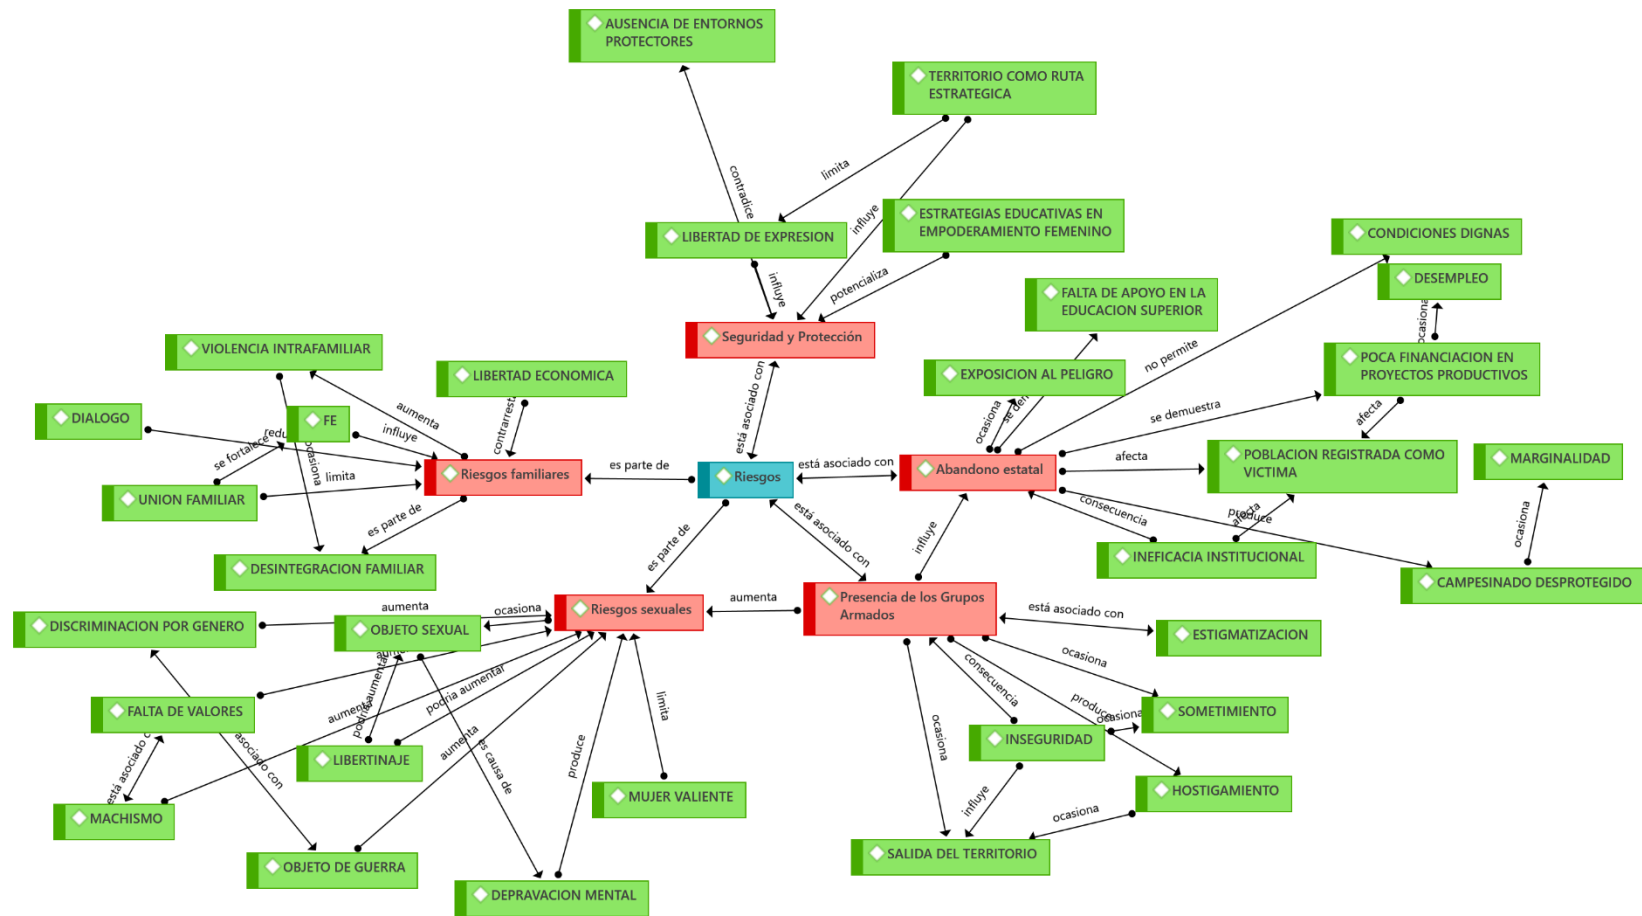 AUSENCIA DE ENTORNOS
PROTECTORES
TERRITORIO COMO RUTA
ESTRATEGICA
contradice
limita
influye
LIBERTAD DE EXPRESION
ESTRATEGIAS EDUCATIVAS EN
EMPODERAMIENTO FEMENINO
CONDICIONES DIGNAS
DESEMPLEO
influye
potencializa
FALTA DE APOYO EN LA
EDUCACION SUPERIOR
ocasiona
no permite
Seguridad y Protección
VIOLENCIA INTRAFAMILIAR
POCA FINANCIACION EN
PROYECTOS PRODUCTIVOS
LIBERTAD ECONOMICA
EXPOSICION AL PELIGRO
está asociado con
ocasiona
se demuestra
afecta
DIALOGO
FE
aumenta
contrarresta
se fortalece
ocasiona
influye
limita
Riesgos familiares
es parte de
Riesgos
está asociado con
Abandono estatal
afecta
POBLACION REGISTRADA COMO
VICTIMA
MARGINALIDAD
UNION FAMILIAR
es parte de
consecuencia
afecta
produce
ocasiona
está asociado con
influye
es parte de
DESINTEGRACION FAMILIAR
INEFICACIA INSTITUCIONAL
CAMPESINADO DESPROTEGIDO
aumenta
ocasiona
Riesgos sexuales
aumenta
Presencia de los Grupos
Armados
está asociado con
ESTIGMATIZACION
DISCRIMINACION POR GENERO
OBJETO SEXUAL
podria aumentar
podria aumentar
aumenta
limita
consecuencia
ocasiona
produce
ocasiona
SOMETIMIENTO
FALTA DE VALORES
aumenta
INSEGURIDAD
ocasiona
asociado con
LIBERTINAJE
es causa de
produce
MUJER VALIENTE
HOSTIGAMIENTO
influye
ocasiona
MACHISMO
OBJETO DE GUERRA
SALIDA DEL TERRITORIO
DEPRAVACION MENTAL